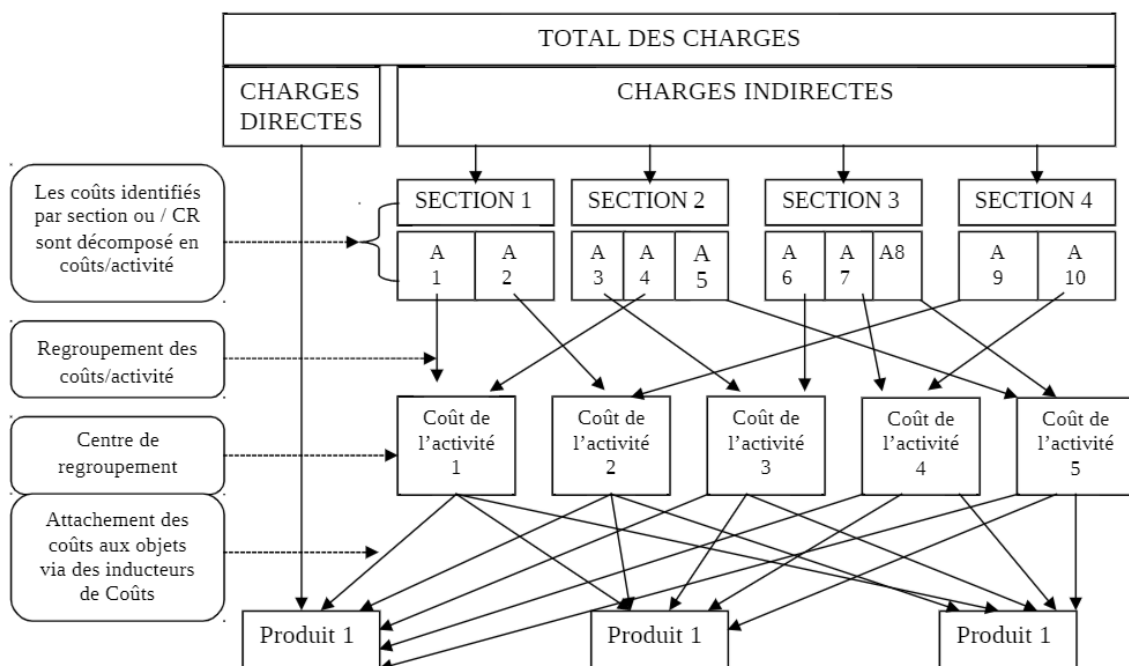 TOTAL DES CHARGES
CHARGES
DIRECTES
CHARGES INDIRECTES
Les coûts identifiés
par section ou / CR
sont décomposé en
coûts/activité
SECTION 1
SECTION 2
SECTION 3
SECTION 4
A
1
A
2
A
3
A
4
A
5
A
6
A
7
A8
A
9
A
10
Regroupement des
coûts/activité
Centre de
regroupement
Coût de
l’activité
1
Coût de
l’activité
2
Coût de
l’activité
3
Coût de
l’activité
4
Coût de
l’activité
5
Attachement des
coûts aux objets
via des inducteurs
de Coûts
Produit 1
Produit 1
Produit 1